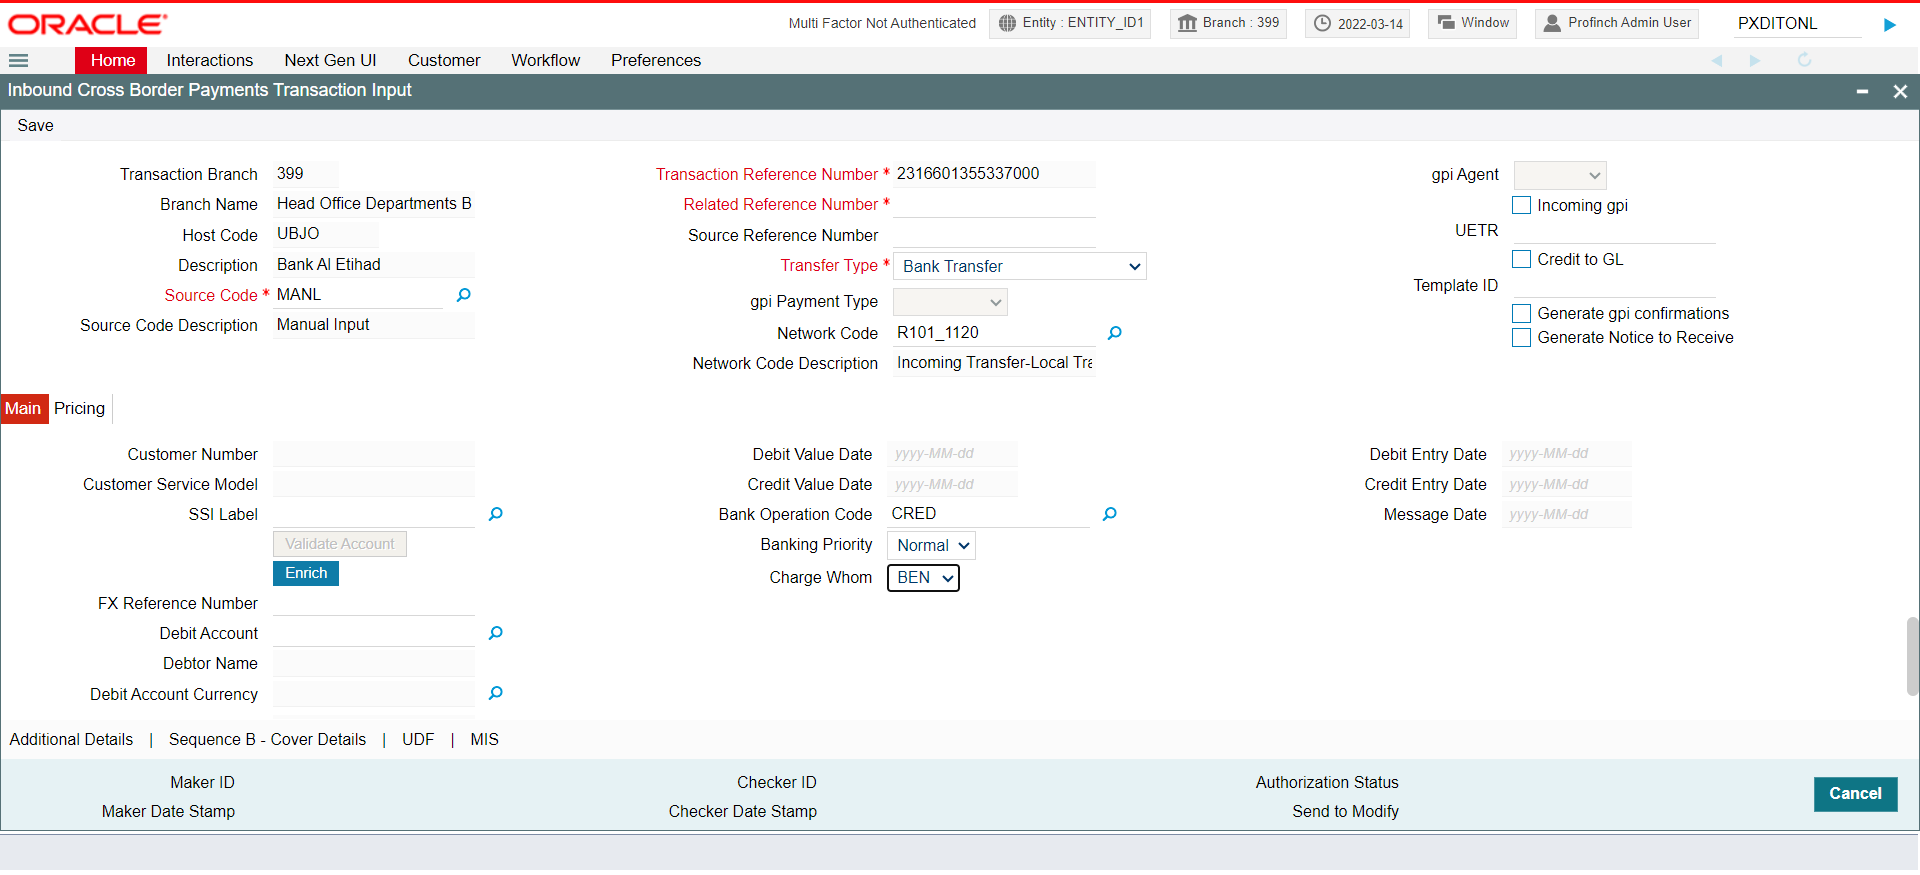 ORACLE
Multi Factor Not Authenticated
Entity : ENTITY_ID1
Branch : 399
2022-03-14
Window
Profinch Admin User
PXDITONL
Home Interactions Next Gen UI Customer Workflow Preferences
Inbound Cross Border Payments Transaction Input
Save
Transaction Branch 399
Branch Name Head Office Departments B
Host Code UBJO
Description Bank Al Etihad
Source Code * MANL
Source Code Description Manual Input
Transaction Reference Number * 2316601355337000
Related Reference Number *
Source Reference Number
Transfer Type * Bank Transfer
gpi Payment Type
Network Code R101_1120
Network Code Description Incoming Transfer-Local Tra
gpi Agent
Incoming gpi
UETR
Credit to GL
Template ID
Generate gpi confirmations
Generate Notice to Receive
Main Pricing
Customer Number
Customer Service Model
SSI Label
Validate Account
Enrich
FX Reference Number
Debit Account
Debtor Name
Debit Account Currency
Debit Value Date yyyy-MM-dd
Credit Value Date yyyy-MM-dd
Bank Operation Code CRED
Banking Priority Normal
Charge Whom BEN
Debit Entry Date yyyy-MM-dd
Credit Entry Date yyyy-MM-dd
Message Date yyyy-MM-dd
Additional Details | Sequence B - Cover Details | UDF | MIS
Maker ID
Maker Date Stamp
Checker ID
Checker Date Stamp
Authorization Status
Send to Modify
Cancel